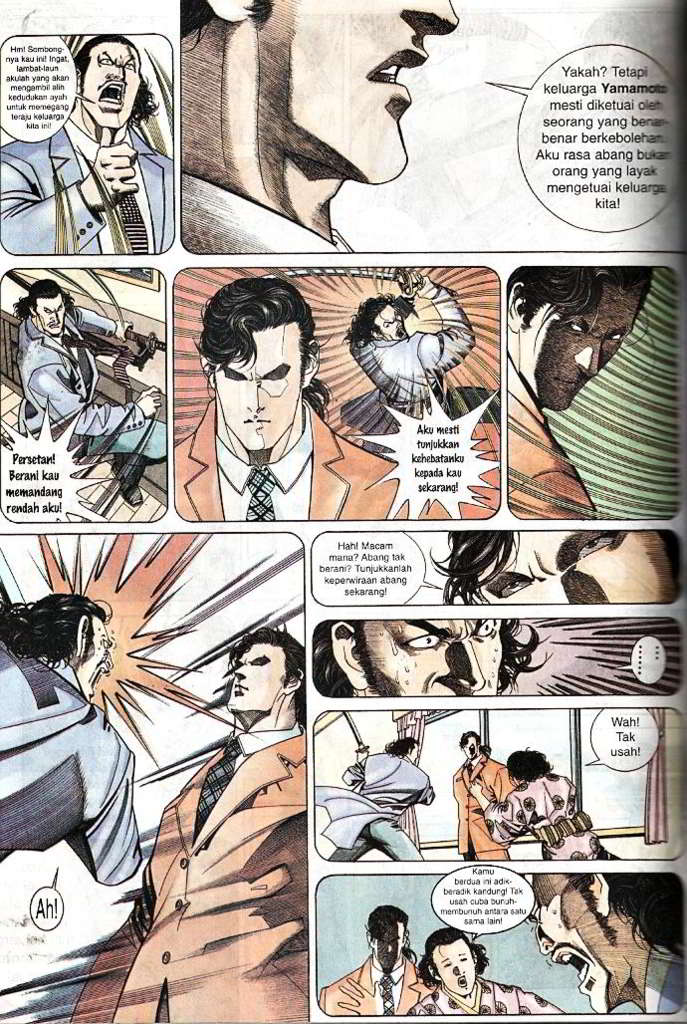 Hm! Sombong-
nya kau ini! Ingat,
lambat-laun
akulah yang akan
mengambil alih
kedudukan ayah
untuk memegang
teraju keluarga
kita ini!
Yakah? Tetapi
keluarga Yamamoto
mesti diketuai oleh
seorang yang benar-
benar berkebolehan.
Aku rasa abang bukan
orang yang layak
mengetuai keluarga
kita!
Persetan!
Berani kau
memandang
rendah aku!
Aku mesti
tunjukkan
kehebatanku
kepada kau
sekarang!
Hah! Macam
mana? Abang tak
berani? Tunjukkanlah
keperwiraan abang
sekarang!
......
Ah!
Wah!
Tak
usah!
Kamu
berdua ini adik-
beradik kandung! Tak
usah cuba bunuh-
membunuh antara satu
sama lain!